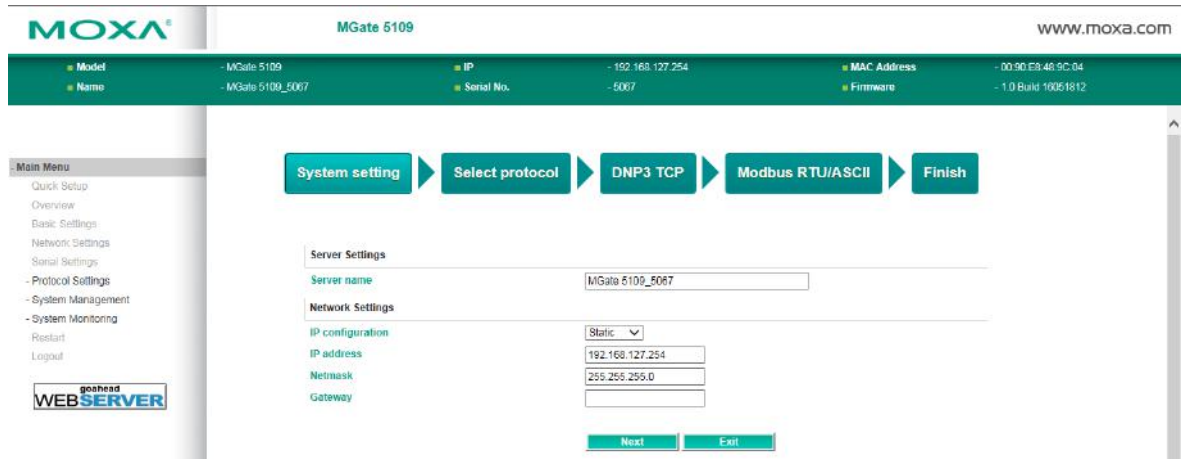 MOXA®
MGate 5109
www.moxa.com
Model - MGate 5109 IP - 192.168.127.254 MAC Address - 00:90:E8:48:9C:04
Name - MGate 5109_5067 Serial No. - 5067 Firmware - 1.0 Build 16051812
- Main Menu
Quick Setup
Overview
Basic Settings
Network Settings
Serial Settings
- Protocol Settings
- System Management
- System Monitoring
Restart
Logout
goahead
WEBSERVER
System setting Select protocol DNP3 TCP Modbus RTU/ASCII Finish
Server Settings
Server name MGate 5109_5067
Network Settings
IP configuration Static
IP address 192.168.127.254
Netmask 255.255.255.0
Gateway
Next Exit